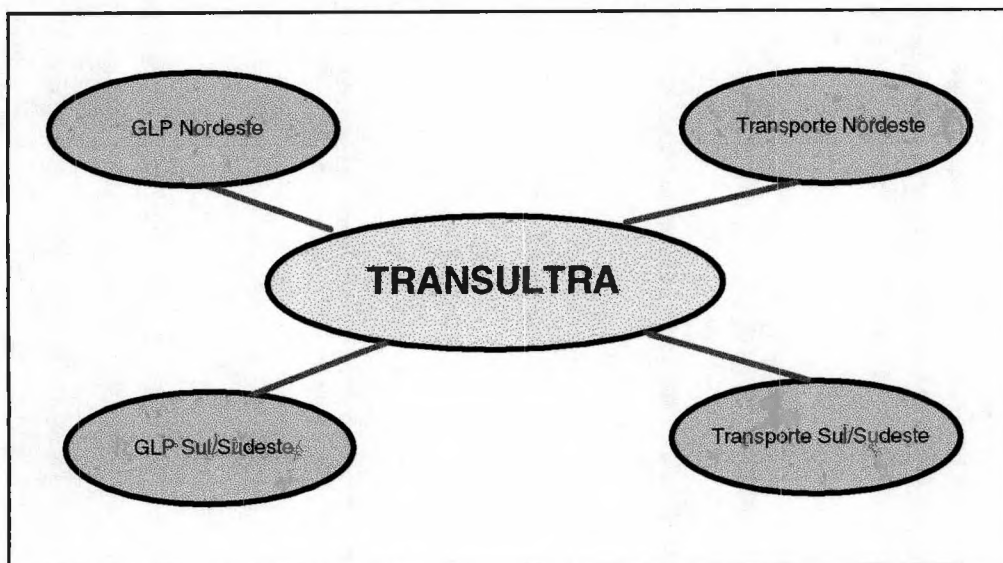 GLP Nordeste
Transporte Nordeste
TRANSULTRA
GLP Sul/Sudeste
Transporte Sul/Sudeste